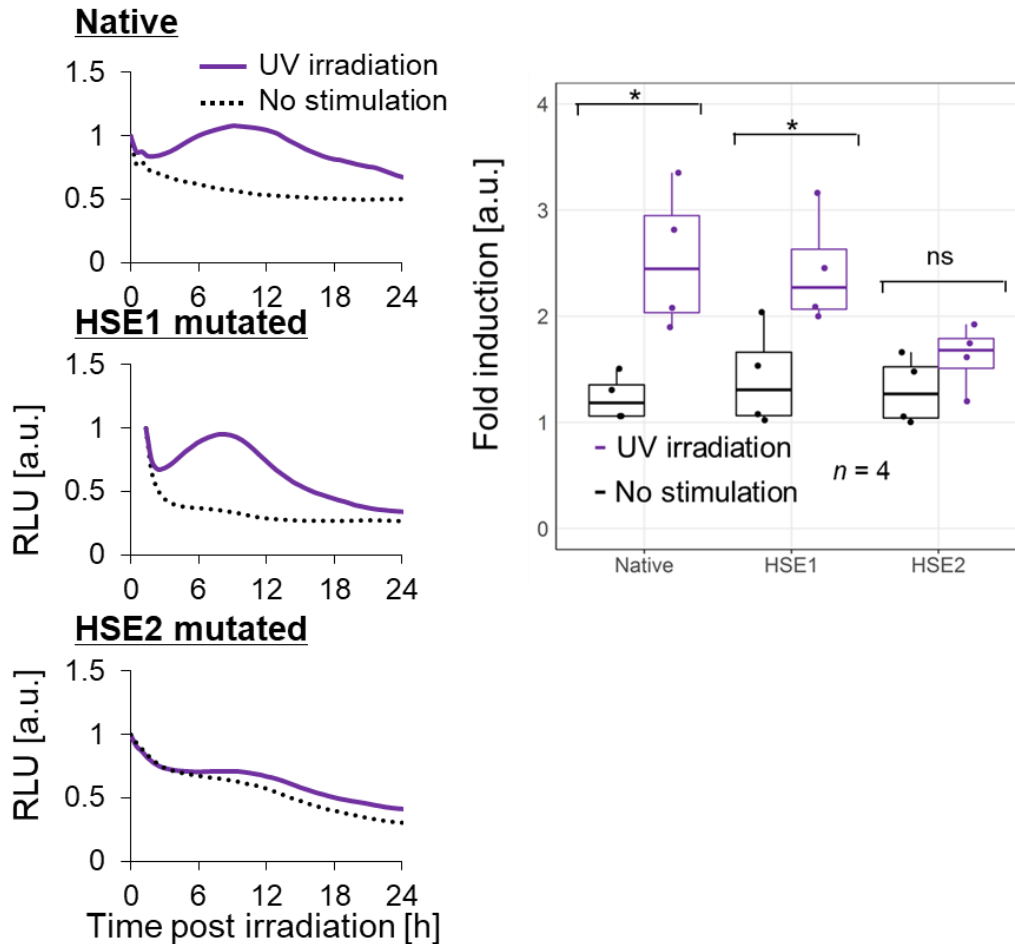 Native
1.5
1
0.5
0
0
6
12
18
24
UV irradiation
No stimulation
HSE1 mutated
RLU [a.u.]
1.5
1
0.5
0
0
6
12
18
24
HSE2 mutated
RLU [a.u.]
1.5
1
0.5
0
0
6
12
18
24
Time post irradiation [h]
Fold induction [a.u.]
4
3
2
1
0
*
*
ns
UV irradiation
No stimulation
n = 4
Native
HSE1
HSE2